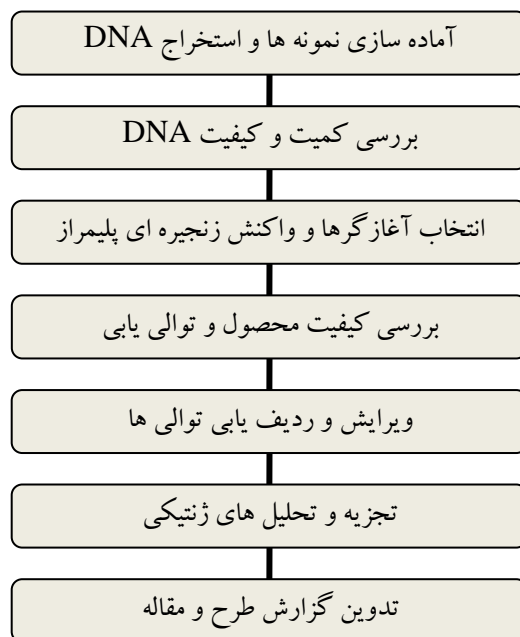 آماده سازی نمونه ها و استخراج DNA
بررسی کمیت و کیفیت DNA
انتخاب آغازگرها و واکنش زنجیره ای پلیمراز
بررسی کیفیت محصول و توالی یابی
ویرایش و ردیف یابی توالی ها
تجزیه و تحلیل های ژنتیکی
تدوین گزارش طرح و مقاله